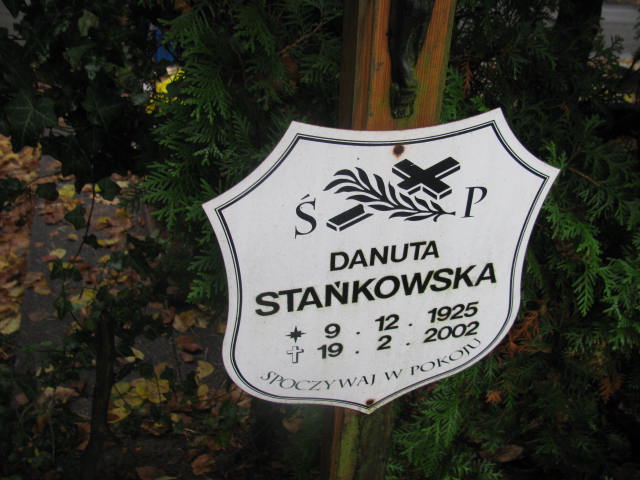 Ś P
DANUTA
STAŃKOWSKA
9 . 12 . 1925
19 . 2 . 2002
SPOCZYWAJ W POKOJU